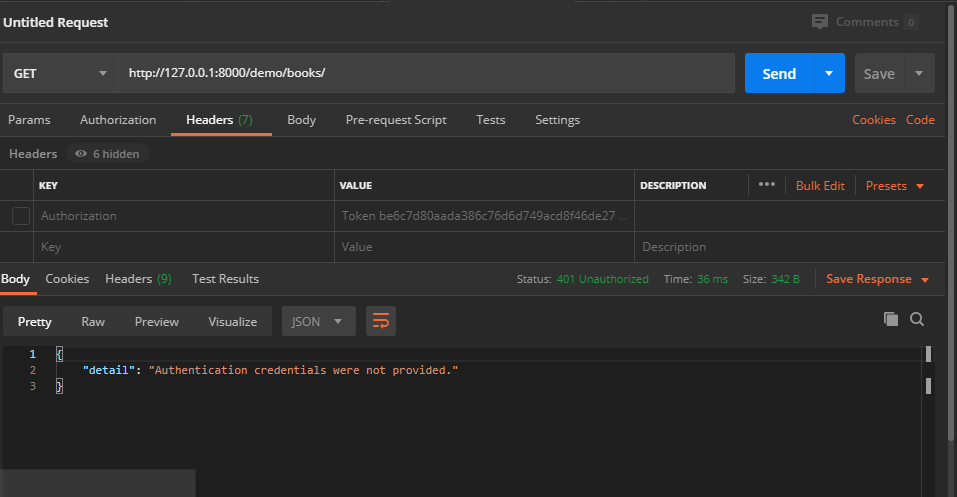 Untitled Request
Comments 0
GET http://127.0.0.1:8000/demo/books/ Send Save
Params Authorization Headers (7) Body Pre-request Script Tests Settings Cookies Code
Headers 6 hidden
KEY VALUE DESCRIPTION ••• Bulk Edit Presets
Authorization Token be6c7d80aada386c76d6d749acd8f46de27 ...
Key Value Description
Body Cookies Headers (9) Test Results Status: 401 Unauthorized Time: 36 ms Size: 342 B Save Response
Pretty Raw Preview Visualize JSON
1 {
2 "detail": "Authentication credentials were not provided."
3 }